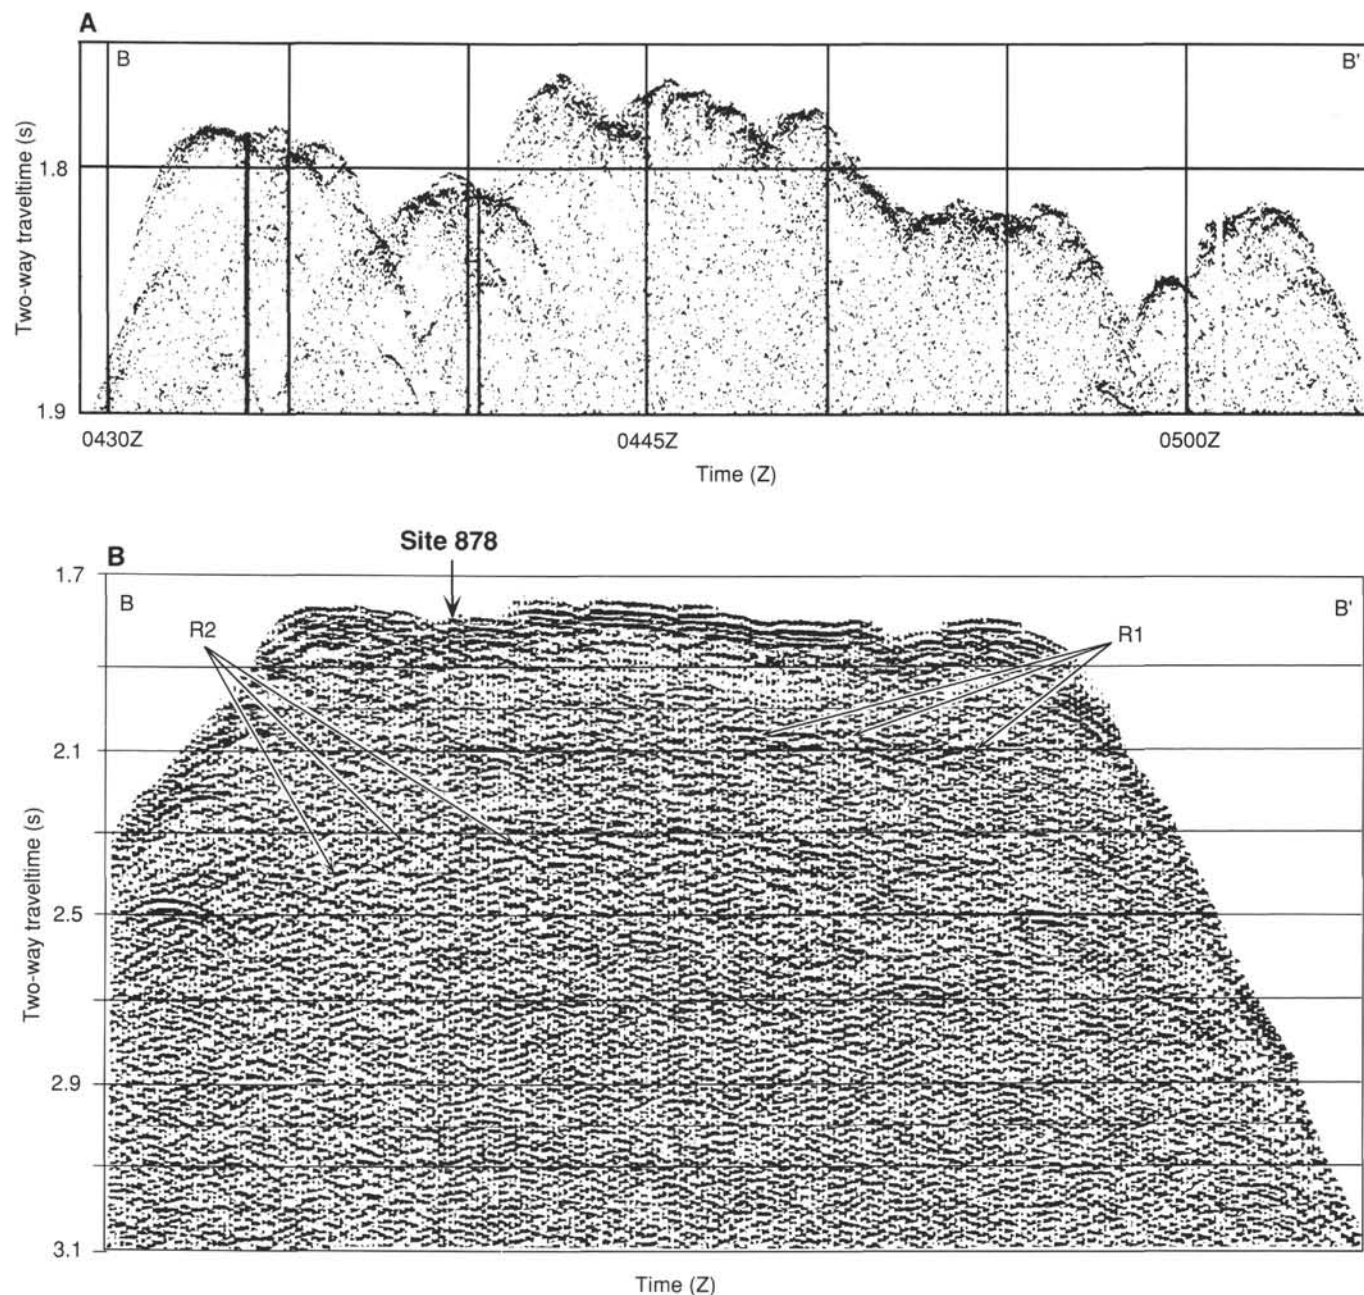 A
B
B'
Two-way traveltime (s)
1.8
1.9
0430Z
0445Z
0500Z
Time (Z)
Site 878
B
1.7
B
B'
R2
R1
2.1
Two-way traveltime (s)
2.5
2.9
3.1
Time (Z)